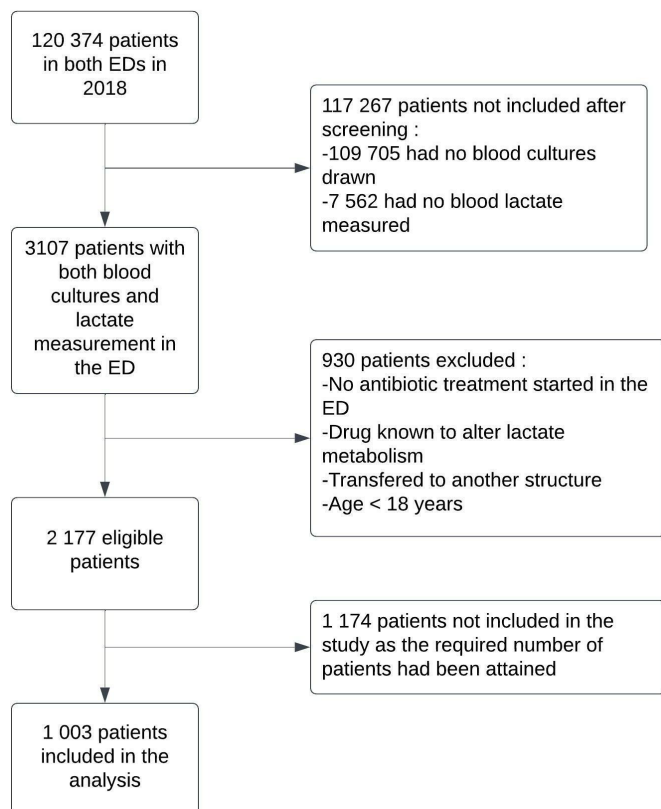 120 374 patients
in both EDs in
2018
117 267 patients not included after
screening :
-109 705 had no blood cultures
drawn
-7 562 had no blood lactate
measured
3107 patients with
both blood
cultures and
lactate
measurement in
the ED
930 patients excluded :
-No antibiotic treatment started in the
ED
-Drug known to alter lactate
metabolism
-Transfered to another structure
-Age < 18 years
2 177 eligible
patients
1 174 patients not included in the
study as the required number of
patients had been attained
1 003 patients
included in the
analysis